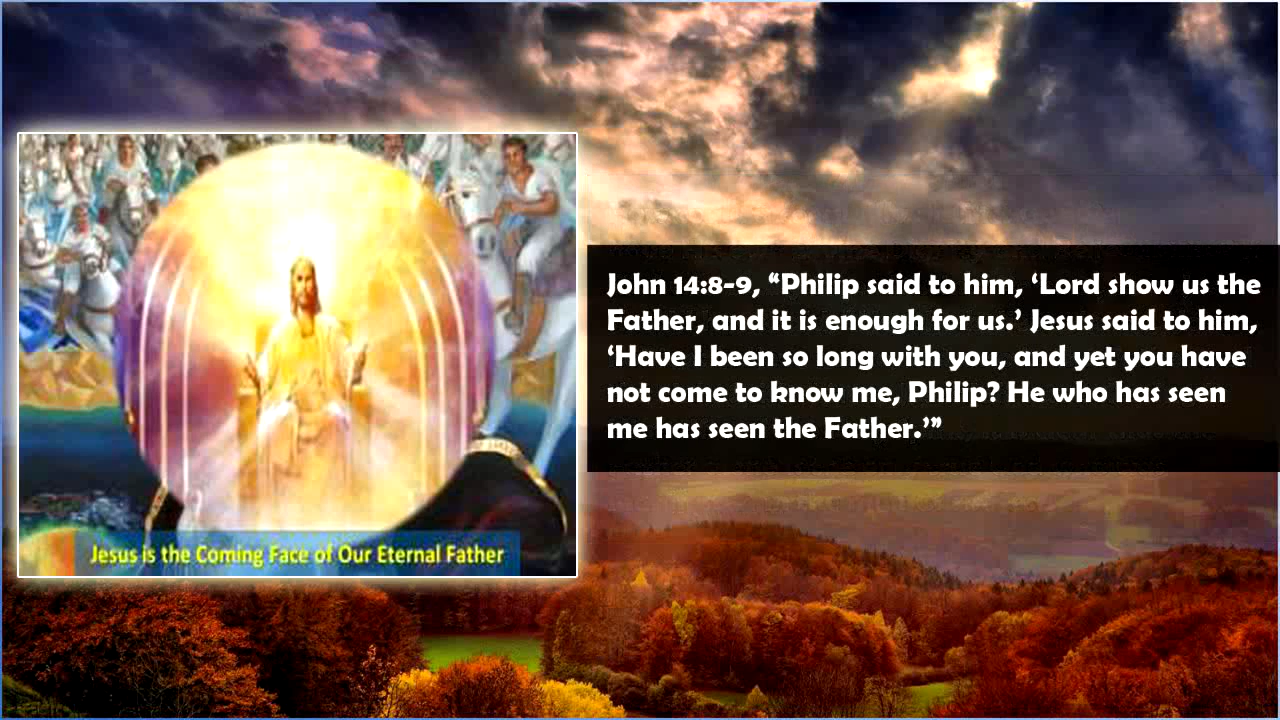 John 14:8-9, “Philip said to him, ‘Lord show us the
Father, and it is enough for us.’ Jesus said to him,
‘Have I been so long with you, and yet you have
not come to know me, Philip? He who has seen
me has seen the Father.’”
Jesus is the Coming Face of Our Eternal Father